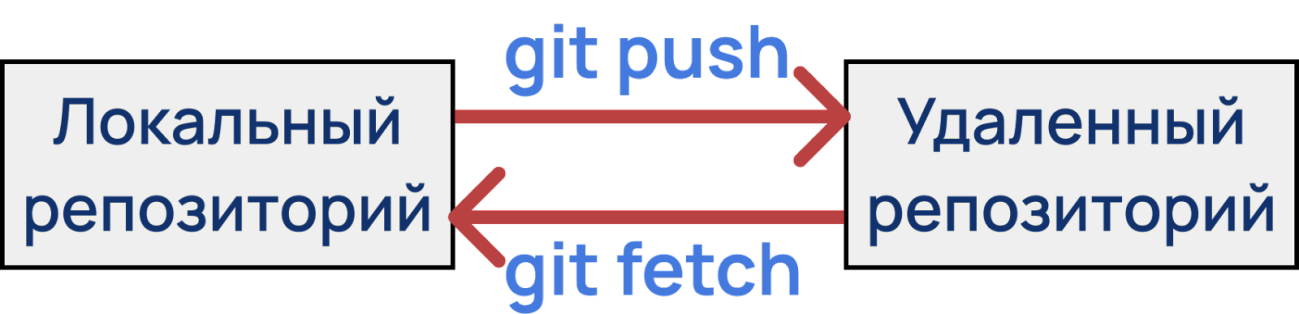 git push
Локальный
репозиторий
Удаленный
репозиторий
git fetch